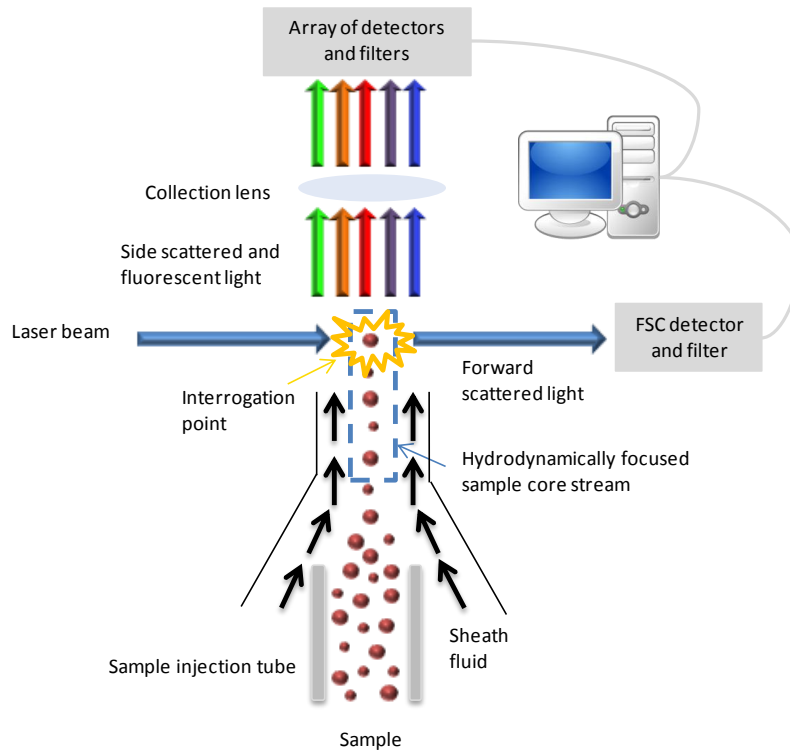 Array of detectors
and filters
Collection lens
Side scattered and
fluorescent light
Laser beam
FSC detector
and filter
Interrogation
point
Forward
scattered light
Hydrodynamically focused
sample core stream
Sample injection tube
Sheath
fluid
Sample